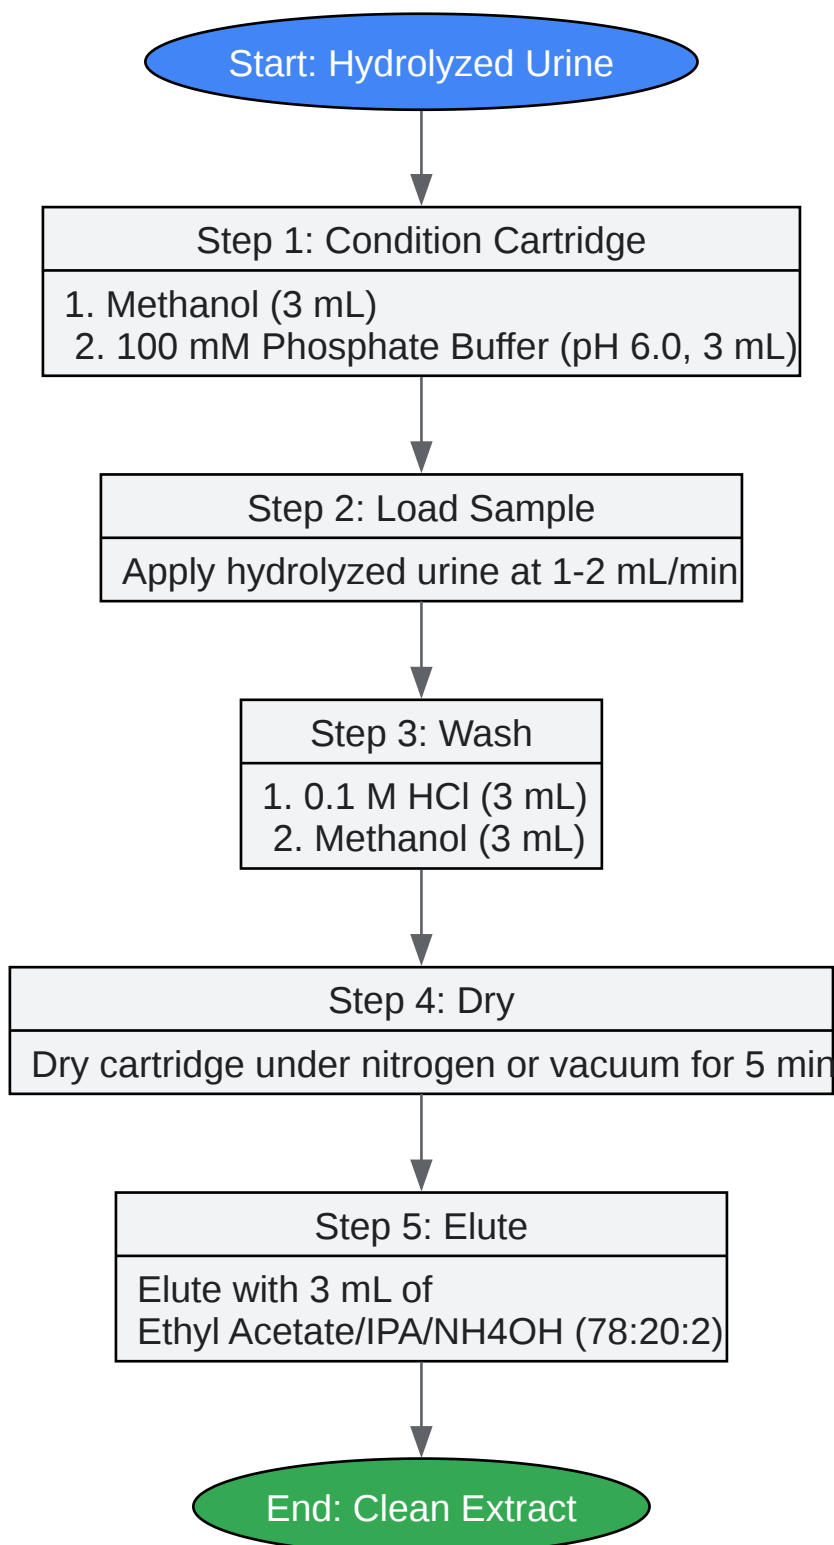 Start: Hydrolyzed Urine
Step 1: Condition Cartridge
1. Methanol (3 mL)
2. 100 mM Phosphate Buffer (pH 6.0, 3 mL)
Step 2: Load Sample
Apply hydrolyzed urine at 1-2 mL/min
Step 3: Wash
1. 0.1 M HCl (3 mL)
2. Methanol (3 mL)
Step 4: Dry
Dry cartridge under nitrogen or vacuum for 5 min
Step 5: Elute
Elute with 3 mL of
Ethyl Acetate/IPA/NH4OH (78:20:2)
End: Clean Extract